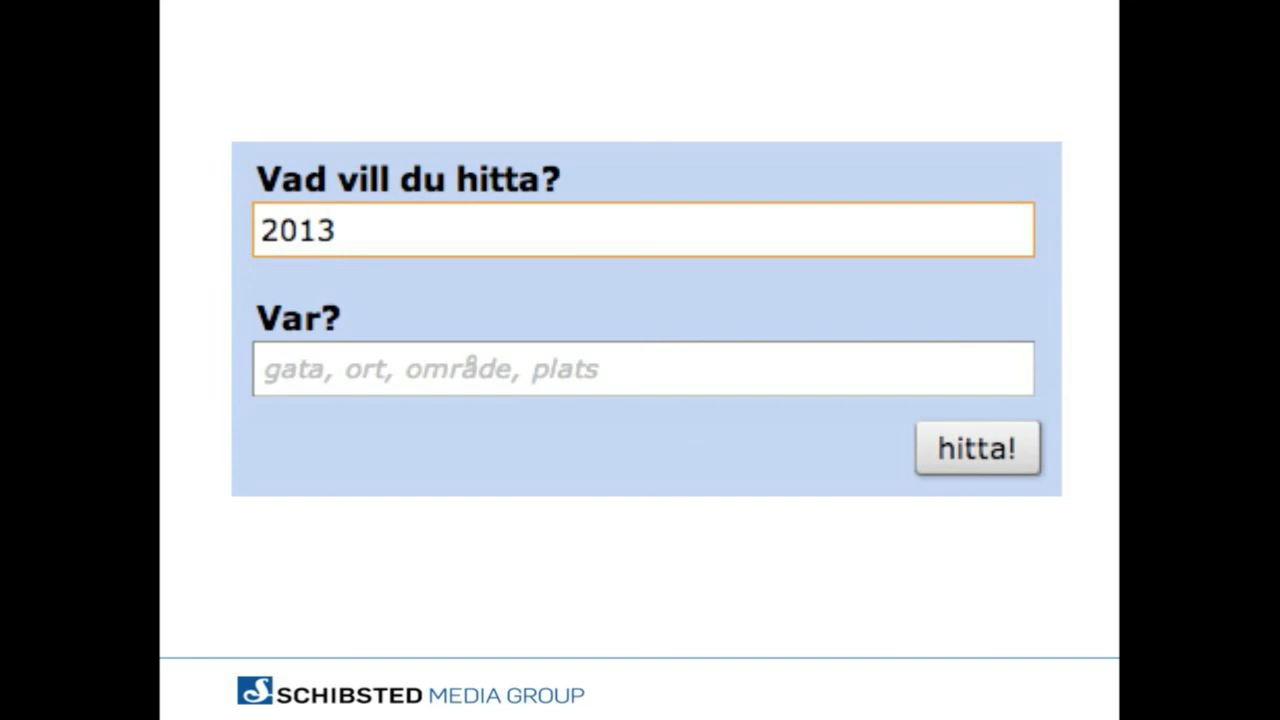 Vad vill du hitta?
2013
Var?
gata, ort, område, plats
hitta!
SCHIBSTED MEDIA GROUP